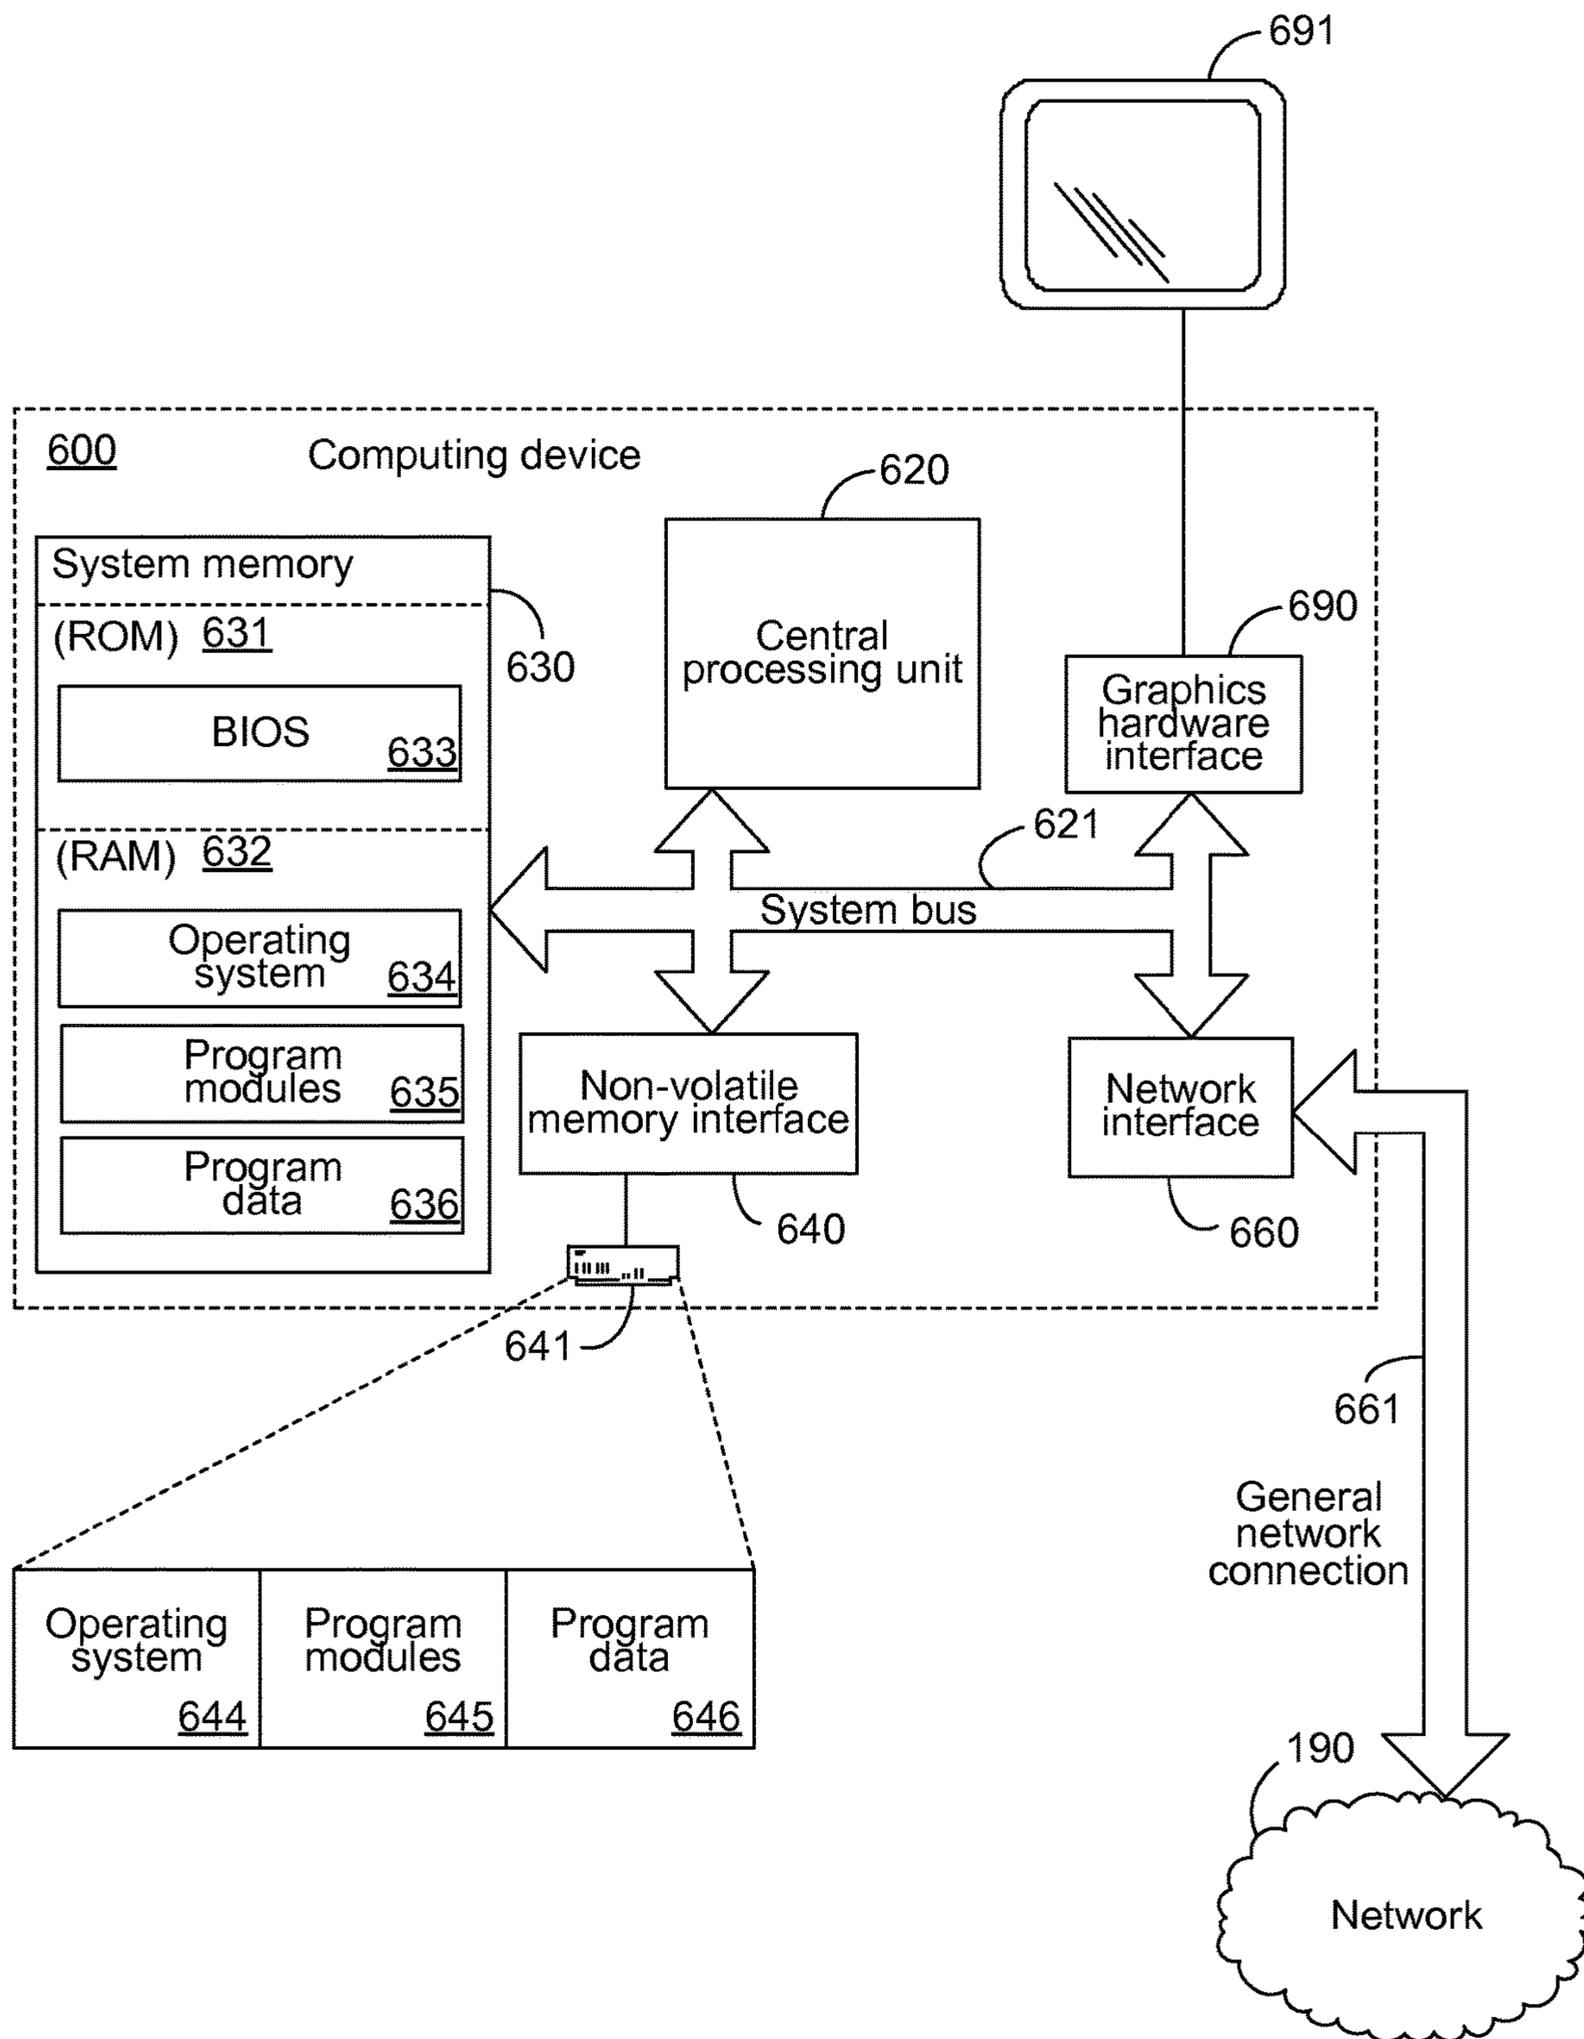 691
600 Computing device
620
System memory
630
(ROM) 631
BIOS
633
Central
processing unit
690
Graphics
hardware
interface
(RAM) 632
621
System bus
Operating
system 634
Program
modules 635
Program
data 636
Non-volatile
memory interface
640
Network
interface
660
641
661
General
network
connection
Operating
system
644
Program
modules
645
Program
data
646
190
Network